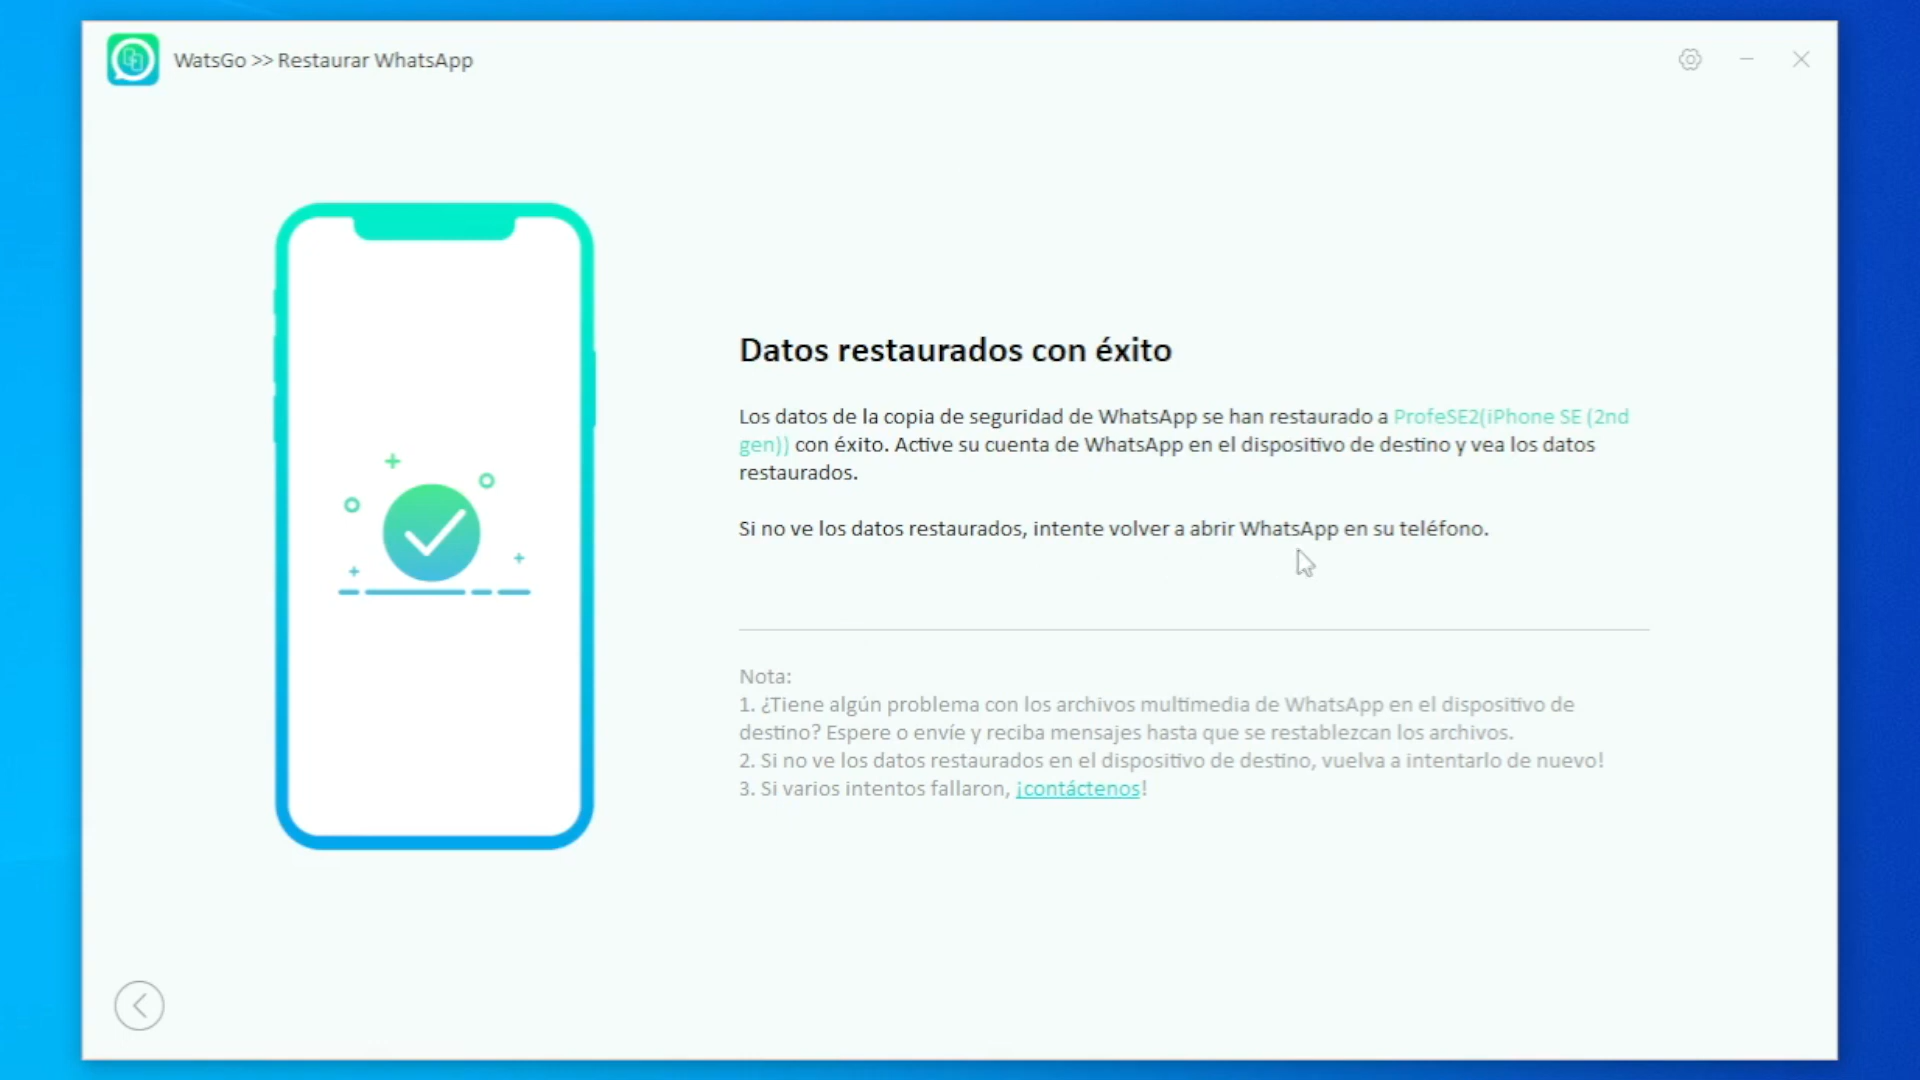 WatsGo >> Restaurar WhatsApp
Datos restaurados con éxito
Los datos de la copia de seguridad de WhatsApp se han restaurado a ProfeSE2(iPhone SE (2nd
gen)) con éxito. Active su cuenta de WhatsApp en el dispositivo de destino y vea los datos
restaurados.
Si no ve los datos restaurados, intente volver a abrir WhatsApp en su teléfono.
Nota:
1. ¿Tiene algún problema con los archivos multimedia de WhatsApp en el dispositivo de
destino? Espere o envíe y reciba mensajes hasta que se restablezcan los archivos.
2. Si no ve los datos restaurados en el dispositivo de destino, vuelva a intentarlo de nuevo!
3. Si varios intentos fallaron, ¡contáctenos!